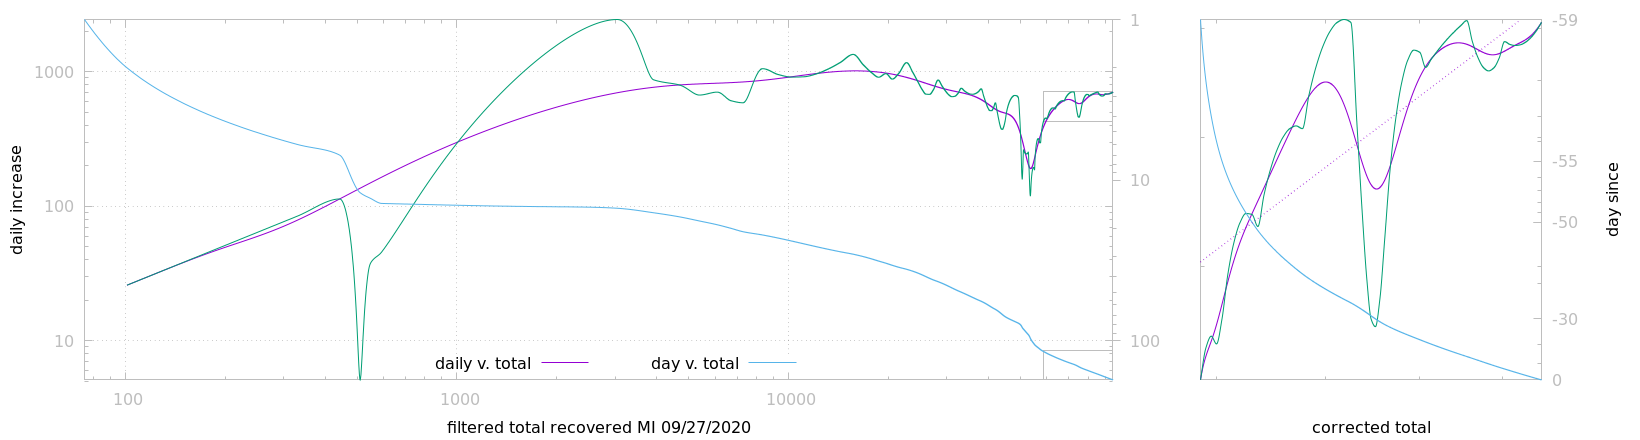 daily increase
1000
100
10
100
1000
10000
1
10
100
daily v. total
day v. total
filtered total recovered MI 09/27/2020
-59
-55
-50
-30
0
day since
corrected total